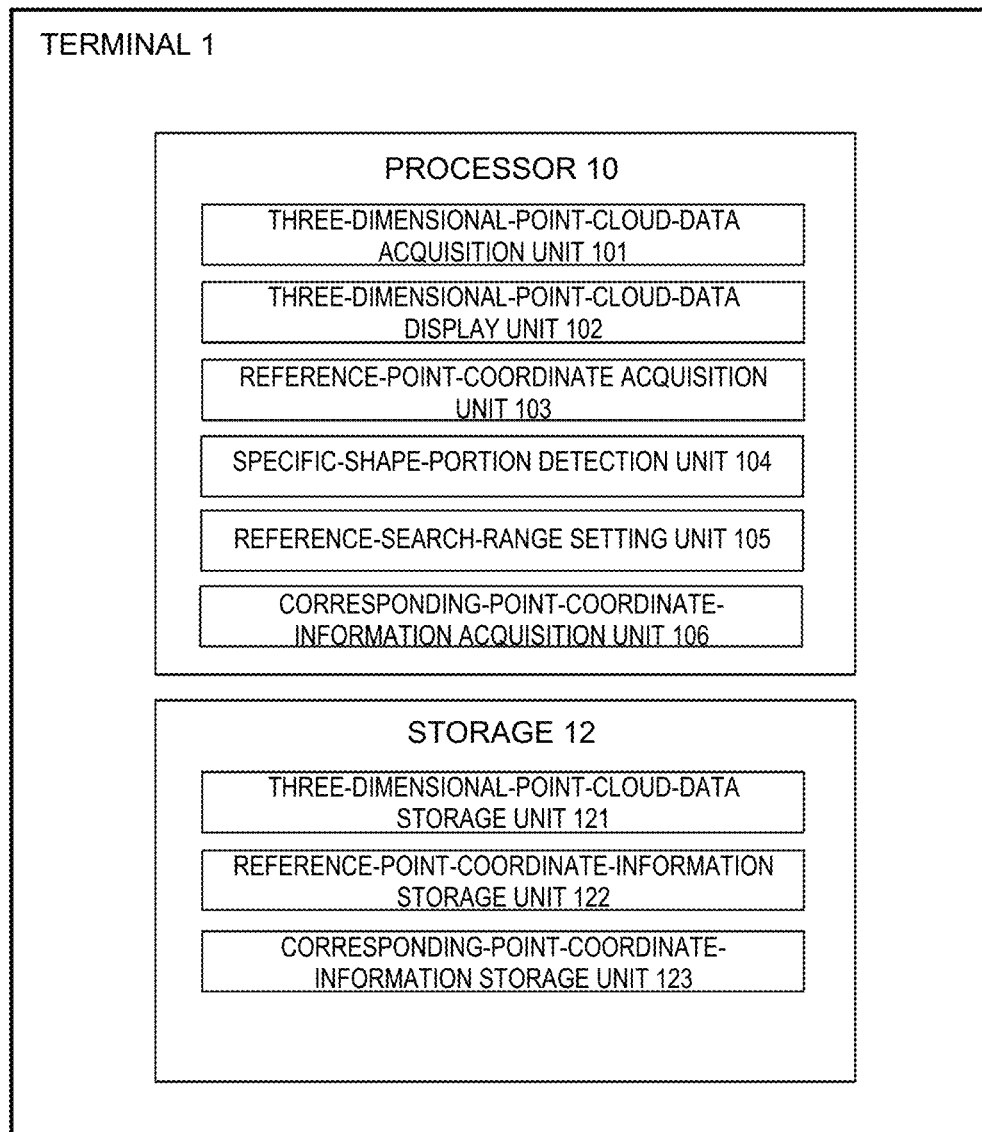 TERMINAL 1
PROCESSOR 10
THREE-DIMENSIONAL-POINT-CLOUD-DATA
ACQUISITION UNIT 101
THREE-DIMENSIONAL-POINT-CLOUD-DATA
DISPLAY UNIT 102
REFERENCE-POINT-COORDINATE ACQUISITION
UNIT 103
SPECIFIC-SHAPE-PORTION DETECTION UNIT 104
REFERENCE-SEARCH-RANGE SETTING UNIT 105
CORRESPONDING-POINT-COORDINATE-
INFORMATION ACQUISITION UNIT 106
STORAGE 12
THREE-DIMENSIONAL-POINT-CLOUD-DATA
STORAGE UNIT 121
REFERENCE-POINT-COORDINATE-INFORMATION
STORAGE UNIT 122
CORRESPONDING-POINT-COORDINATE-
INFORMATION STORAGE UNIT 123